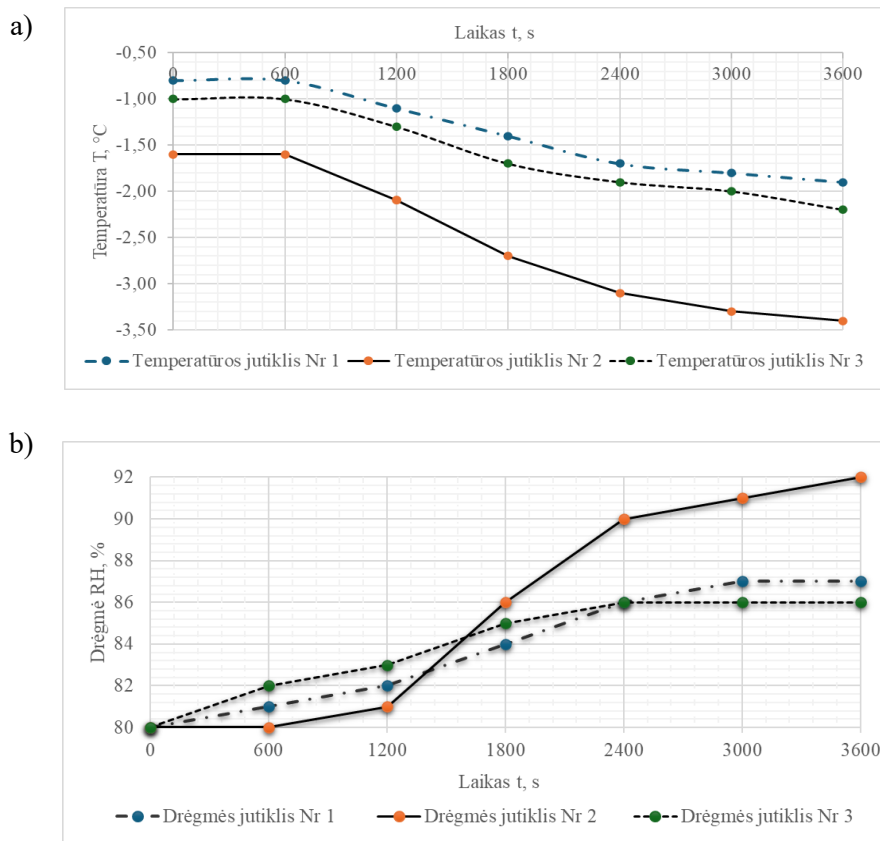 a)
Laikas t, s
-0,50
0
600
1200
1800
2400
3000
3600
-1,00
-1,50
-2,00
-2,50
-3,00
-3,50
Temperatūra T, °C
Temperatūros jutiklis Nr 1
Temperatūros jutiklis Nr 2
Temperatūros jutiklis Nr 3
b)
92
90
88
86
84
82
80
Drėgmė RH, %
0
600
1200
1800
2400
3000
3600
Laikas t, s
Drėgmės jutiklis Nr 1
Drėgmės jutiklis Nr 2
Drėgmės jutiklis Nr 3